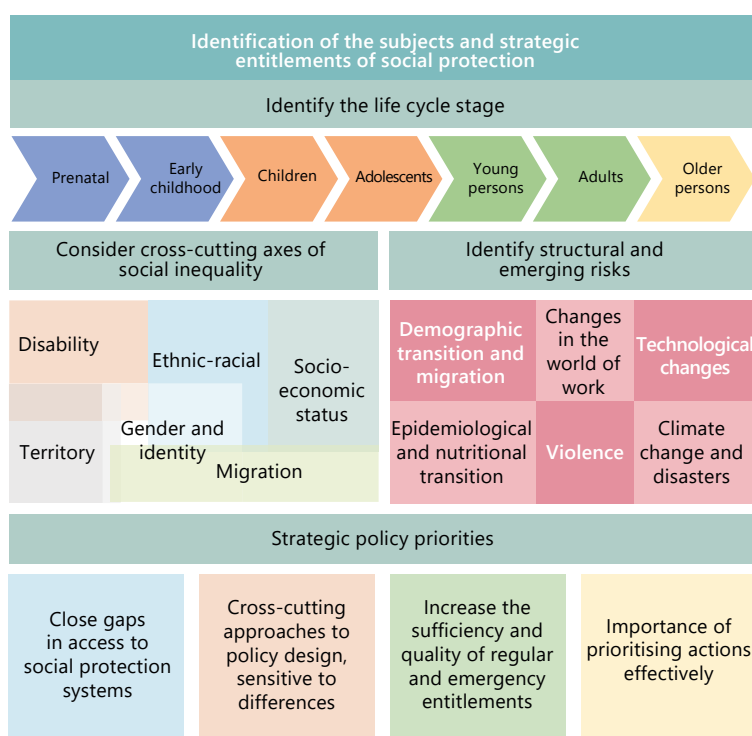 Identification of the subjects and strategic
entitlements of social protection
Identify the life cycle stage
Prenatal
Early
childhood
Children
Adolescents
Young
persons
Adults
Older
persons
Consider cross-cutting axes of
social inequality
Identify structural and
emerging risks
Disability
Ethnic-racial
Socio-
economic
status
Territory
Gender and
identity
Migration
Demographic
transition and
migration
Changes
in the
world of
work
Technological
changes
Epidemiological
and nutritional
transition
Violence
Climate
change and
disasters
Strategic policy priorities
Close gaps
in access to
social protection
systems
Cross-cutting
approaches to
policy design,
sensitive to
differences
Increase the
sufficiency and
quality of regular
and emergency
entitlements
Importance of
prioritising actions
effectively